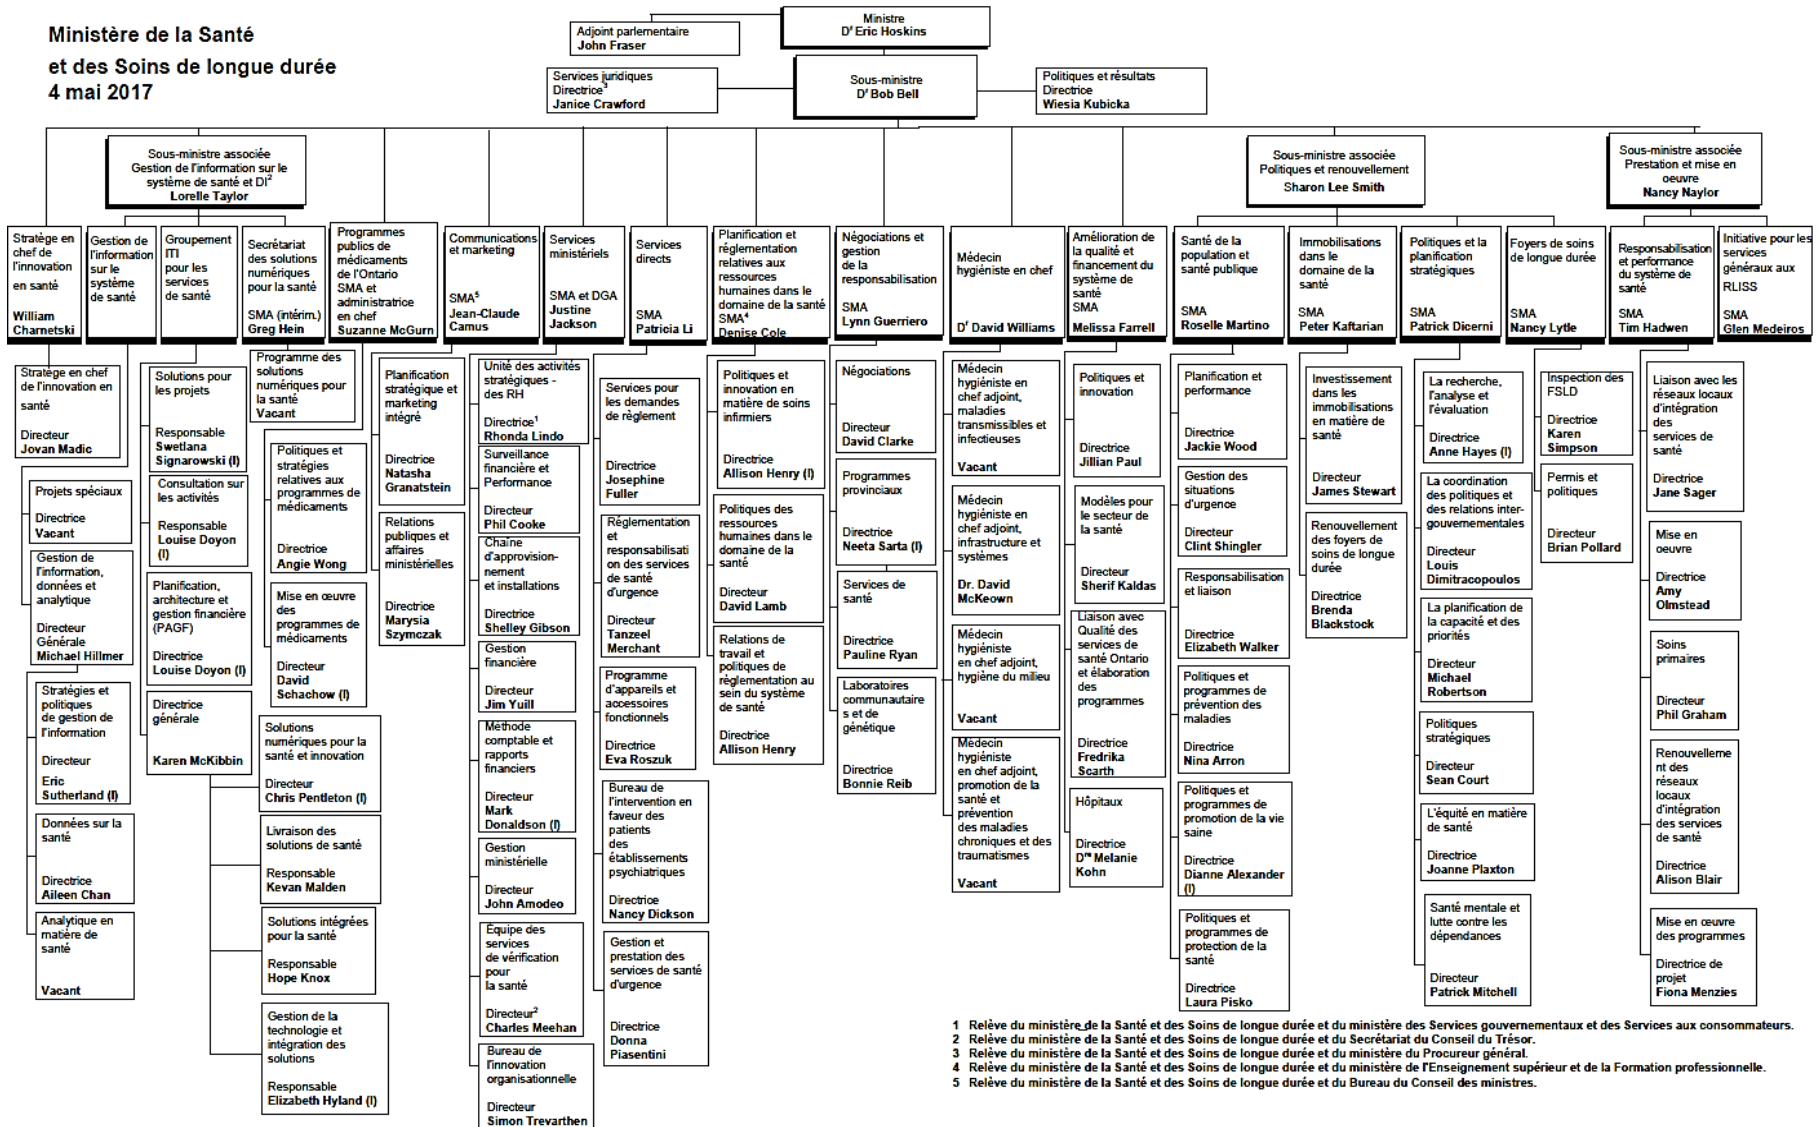 Ministère de la Santé
et des Soins de longue durée
4 mai 2017
Ministre
Dr Eric Hoskins
Adjoint parlementaire
John Fraser
Sous-ministre
Dr Bob Bell
Services juridiques
Directrice3
Janice Crawford
Politiques et résultats
Directrice
Wiesia Kubicka
Sous-ministre associée
Gestion de l'information sur le
système de santé et DI2
Lorelle Taylor
Sous-ministre associée
Politiques et renouvellement
Sharon Lee Smith
Sous-ministre associée
Prestation et mise en
oeuvre
Nancy Naylor
Stratège en
chef de
l'innovation
en santé
William
Charnetski
Gestion de
l'information
sur le
système
de santé
Groupement
ITI
pour les
services
de santé
Secrétariat
des solutions
numériques
pour la santé
SMA (intérim.)
Greg Hein
Programmes
publics de
médicaments
de l'Ontario
SMA et
administratrice
en chef
Suzanne McGurn
Communications
et marketing
SMA5
Jean-Claude
Camus
Services
ministériels
SMA et DGA
Justine
Jackson
Services
directs
SMA
Patricia Li
Planification et
réglementation
relatives aux
ressources
humaines dans le
domaine de la santé
SMA4
Denise Cole
Négociations et
gestion
de la
responsabilisation
SMA
Lynn Guerriero
Médecin
hygiéniste en chef
Dr David Williams
Amélioration de
la qualité et
financement du
système de
santé
SMA
Melissa Farrell
Santé de la
population et
santé publique
SMA
Roselle Martino
Immobilisations
dans le
domaine de la
santé
SMA
Peter Kaftarian
Politiques et la
planification
stratégiques
SMA
Patrick Dicerni
Foyers de soins
de longue durée
SMA
Nancy Lytle
Responsabilisation
et performance
du système de
santé
SMA
Tim Hadwen
Initiative pour les
services
généraux aux
RLISS
SMA
Glen Medeiros
Stratège en chef
de l'innovation en
santé
Directeur
Jovan Madic
Projets spéciaux
Directrice
Vacant
Gestion de
l'information,
données et
analytique
Directeur
Générale
Michael Hillmer
Stratégies et
politiques
de gestion de
l'information
Directeur
Eric
Sutherland (I)
Données sur la
santé
Directrice
Aileen Chan
Analytique en
matière de
santé
Vacant
Solutions pour
les projets
Responsable
Swetlana
Signarowski (I)
Consultation sur
les activités
Responsable
Louise Doyon
(I)
Planification,
architecture et
gestion financière
(PAGF)
Directrice
Louise Doyon (I)
Directrice
générale
Karen McKibbin
Solutions
numériques pour la
santé et innovation
Directeur
Chris Pentleton (I)
Livraison des
solutions de santé
Responsable
Kevan Malden
Solutions intégrées
pour la santé
Responsable
Hope Knox
Gestion de la
technologie et
intégration des
solutions
Responsable
Elizabeth Hyland (I)
Programme des
solutions
numériques pour
la santé
Vacant
Politiques et
stratégies
relatives aux
programmes de
médicaments
Directrice
Angie Wong
Mise en œuvre
des
programmes de
médicaments
Directeur
David
Schachow (I)
Planification
stratégique et
marketing
intégré
Directrice
Natasha
Granatstein
Relations
publiques et
affaires
ministérielles
Directrice
Marysia
Szymczak
Unité des activités
stratégiques -
des RH
Directrice1
Rhonda Lindo
Surveillance
financière et
Performance
Directeur
Phil Cooke
Chaîne
d'approvision-
nement
et installations
Directrice
Shelley Gibson
Gestion
financière
Directeur
Jim Yuill
Méthode
comptable et
rapports
financiers
Directeur
Mark
Donaldson (I)
Gestion
ministérielle
Directeur
John Amodeo
Équipe des
services
de vérification
pour
la santé
Directeur2
Charles Meehan
Bureau de
l'innovation
organisationnelle
Directeur
Simon Trevarthen
Services pour
les demandes
de règlement
Directrice
Josephine
Fuller
Réglementation
et
responsabilisati
on des services
de santé
d'urgence
Directeur
Tanzeel
Merchant
Programme
d'appareils et
accessoires
fonctionnels
Directrice
Eva Roszuk
Bureau de
l'intervention en
faveur des
patients
des
établissements
psychiatriques
Directrice
Nancy Dickson
Gestion et
prestation des
services de santé
d'urgence
Directrice
Donna
Piasentini
Politiques et
innovation en
matière de soins
infirmiers
Directrice
Allison Henry (I)
Politiques des
ressources
humaines dans le
domaine de la
santé
Directeur
David Lamb
Relations de
travail et
politiques de
règlementation au
sein du système
de santé
Directrice
Allison Henry
Négociations
Directeur
David Clarke
Programmes
provinciaux
Directrice
Neeta Sarta (I)
Services de
santé
Directrice
Pauline Ryan
Laboratoires
communautaire
s et de
génétique
Directrice
Bonnie Reib
Médecin
hygiéniste en
chef adjoint,
maladies
transmissibles et
infectieuses
Vacant
Médecin
hygiéniste en
chef adjoint,
infrastructure et
systèmes
Dr. David
McKeown
Médecin
hygiéniste
en chef adjoint,
hygiène du milieu
Vacant
Médecin
hygiéniste
en chef adjoint,
promotion de la
santé et
prévention
des maladies
chroniques et des
traumatismes
Vacant
Politiques et
innovation
Directrice
Jillian Paul
Modèles pour
le secteur de
la santé
Directeur
Sherif Kaldas
Liaison avec
Qualité des
services de
santé Ontario
et élaboration
des
programmes
Directrice
Fredrika
Scarth
Hôpitaux
Directrice
Dre Melanie
Kohn
Planification et
performance
Directrice
Jackie Wood
Gestion des
situations
d'urgence
Directeur
Clint Shingler
Responsabilisation
et liaison
Directrice
Elizabeth Walker
Politiques et
programmes de
prévention des
maladies
Directrice
Nina Arron
Politiques et
programmes de
promotion de la vie
saine
Directrice
Dianne Alexander
(I)
Politiques et
programmes de
protection de la
santé
Directrice
Laura Pisko
Investissement
dans les
immobilisations
en matière de
santé
Directeur
James Stewart
Renouvellement
des foyers de
soins de longue
durée
Directrice
Brenda
Blackstock
La recherche,
l'analyse et
l'évaluation
Directrice
Anne Hayes (I)
La coordination
des politiques et
des relations inter-
gouvernementales
Directeur
Louis
Dimitracopoulos
La planification de
la capacité et des
priorités
Directeur
Michael
Robertson
Politiques
stratégiques
Directeur
Sean Court
L'équité en matière
de santé
Directrice
Joanne Plaxton
Santé mentale et
lutte contre les
dépendances
Directeur
Patrick Mitchell
Inspection des
FSLD
Directrice
Karen
Simpson
Permis et
politiques
Directeur
Brian Pollard
Liaison avec les
réseaux locaux
d'intégration
des
services de
santé
Directrice
Jane Sager
Mise en
oeuvre
Directrice
Amy
Olmstead
Soins
primaires
Directeur
Phil Graham
Renouvelleme
nt des
réseaux
locaux
d'intégration
des services
de santé
Directrice
Alison Blair
Mise en œuvre
des programmes
Directrice de
projet
Fiona Menzies
1 Relève du ministère de la Santé et des Soins de longue durée et du ministère des Services gouvernementaux et des Services aux consommateurs.
2 Relève du ministère de la Santé et des Soins de longue durée et du Secrétariat du Conseil du Trésor.
3 Relève du ministère de la Santé et des Soins de longue durée et du ministère du Procureur général.
4 Relève du ministère de la Santé et des Soins de longue durée et du ministère de l'Enseignement supérieur et de la Formation professionnelle.
5 Relève du ministère de la Santé et des Soins de longue durée et du Bureau du Conseil des ministres.